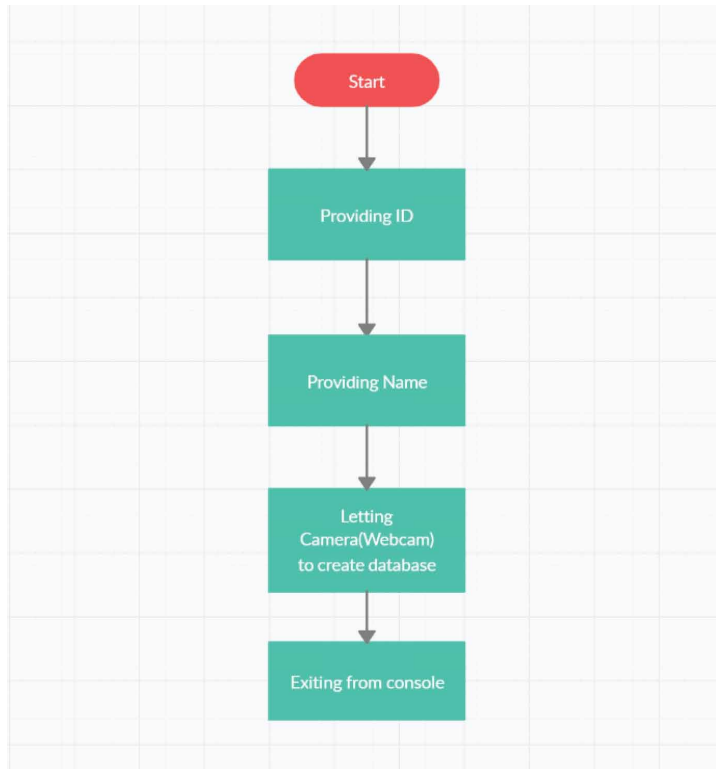 Start
Providing ID
Providing Name
Letting
Camera(Webcam)
to create database
Exiting from console